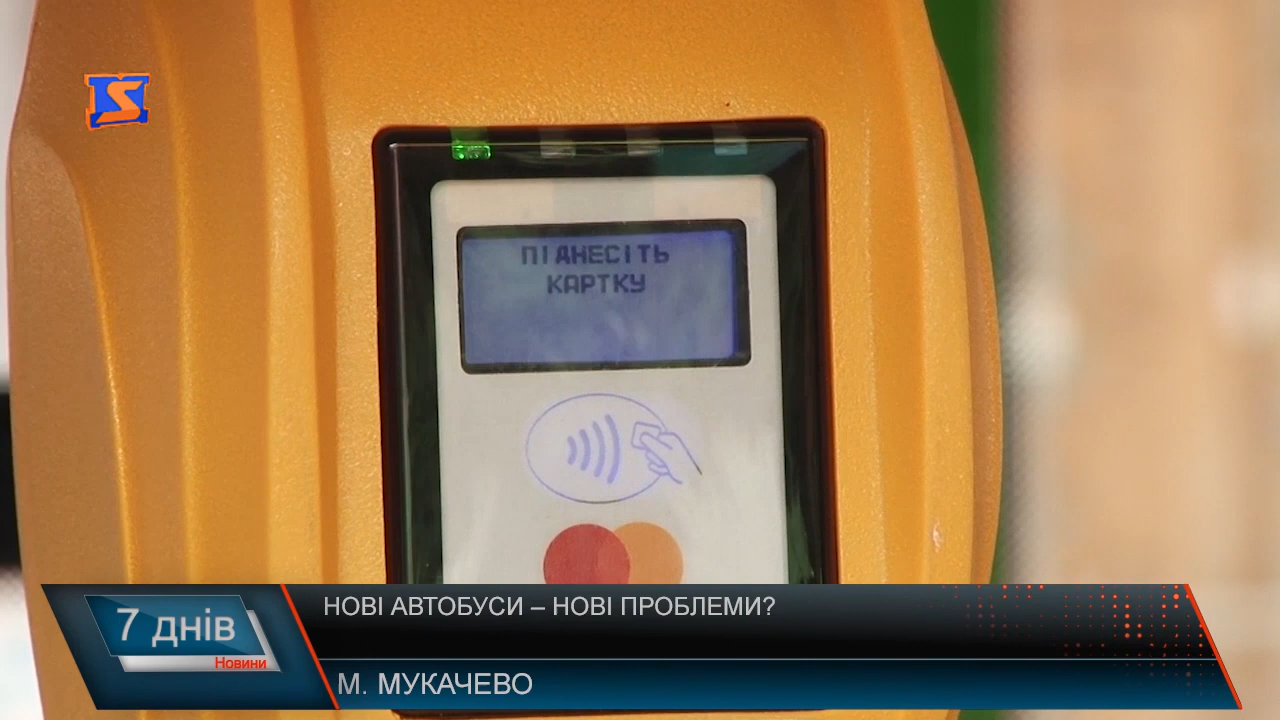 ПІДНЕСІТЬ
КАРТКУ
НОВІ АВТОБУСИ – НОВІ ПРОБЛЕМИ?
7 днів
Новини
М. МУКАЧЕВО